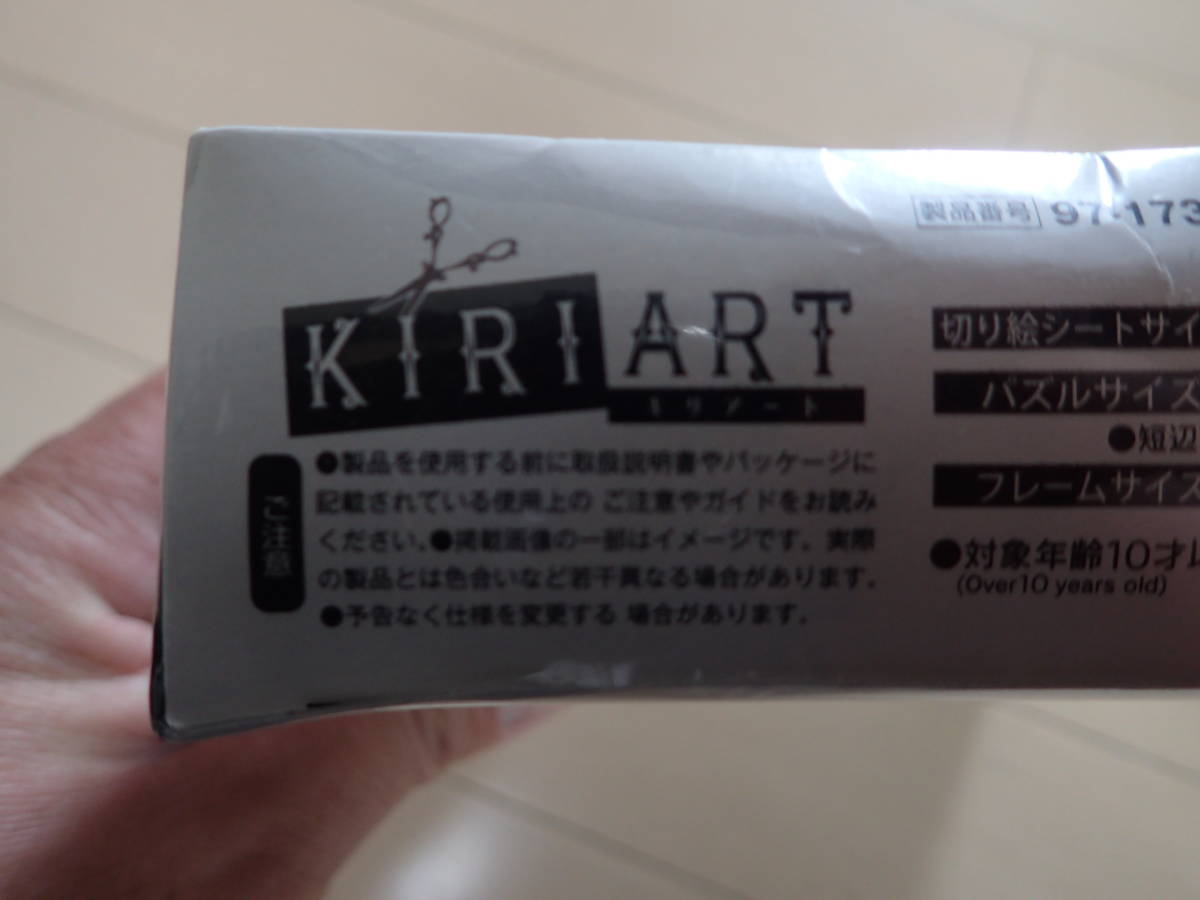 製品番号 97-173
KIRI ART
キリアート
切り絵シートサイ
パズルサイズ
●短辺
フレームサイズ
●対象年齢10才以
(Over10 years old)
ご注意
●製品を使用する前に取扱説明書やパッケージに
記載されている使用上の ご注意やガイドをお読み
ください。●掲載画像の一部はイメージです。実際
の製品とは色合いなど若干異なる場合があります。
●予告なく仕様を変更する 場合があります。